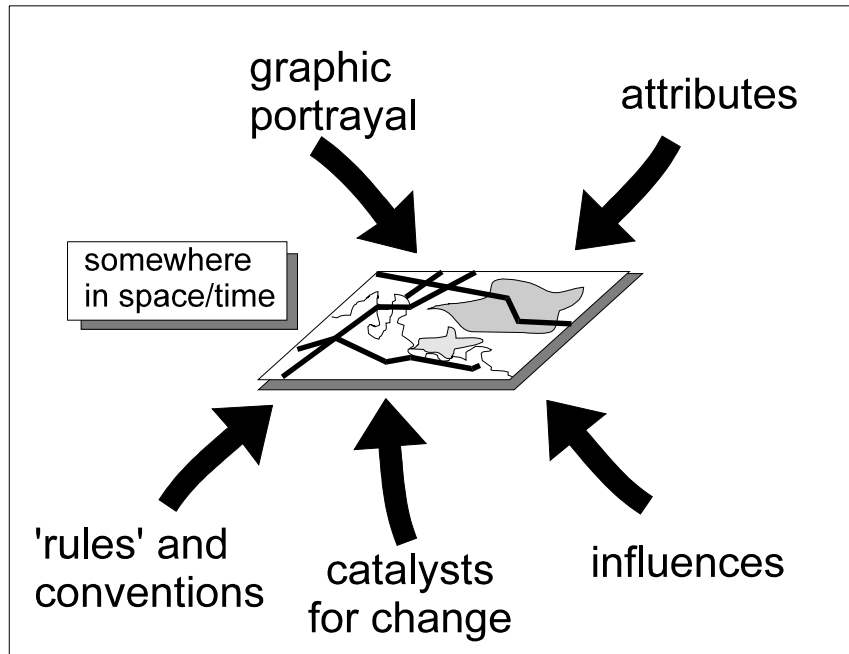 graphic
portrayal
attributes
somewhere
in space/time
'rules' and
conventions
catalysts
for change
influences